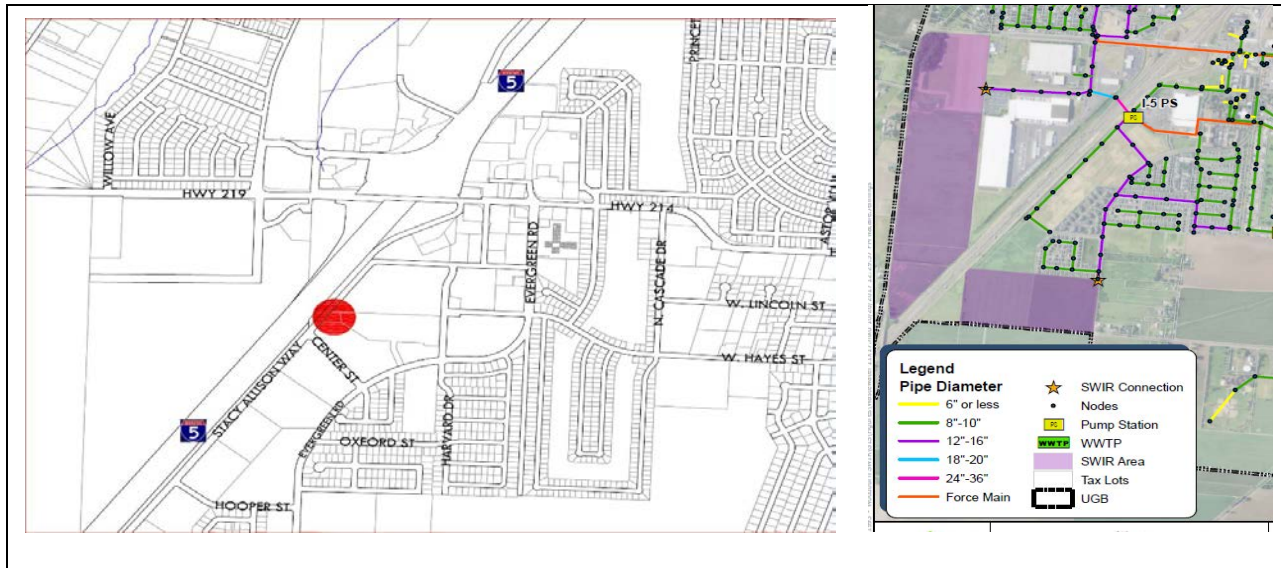 5
PRINCET
WILLOW AVE
HWY 219
HWY 214
ASTOR WAY
EVERGREEN RD
N. CASCADE DR
W. LINCOLN ST
CENTER ST
W. HAYES ST
STACY ALLISON WAY
5
EVERGREEN RD
HARVARD DR
OXFORD ST
HOOPER ST
I-5 PS
PS
Legend
Pipe Diameter
6" or less
8"-10"
12"-16"
18"-20"
24"-36"
Force Main
SWIR Connection
Nodes
PS Pump Station
WWTP WWTP
SWIR Area
Tax Lots
UGB